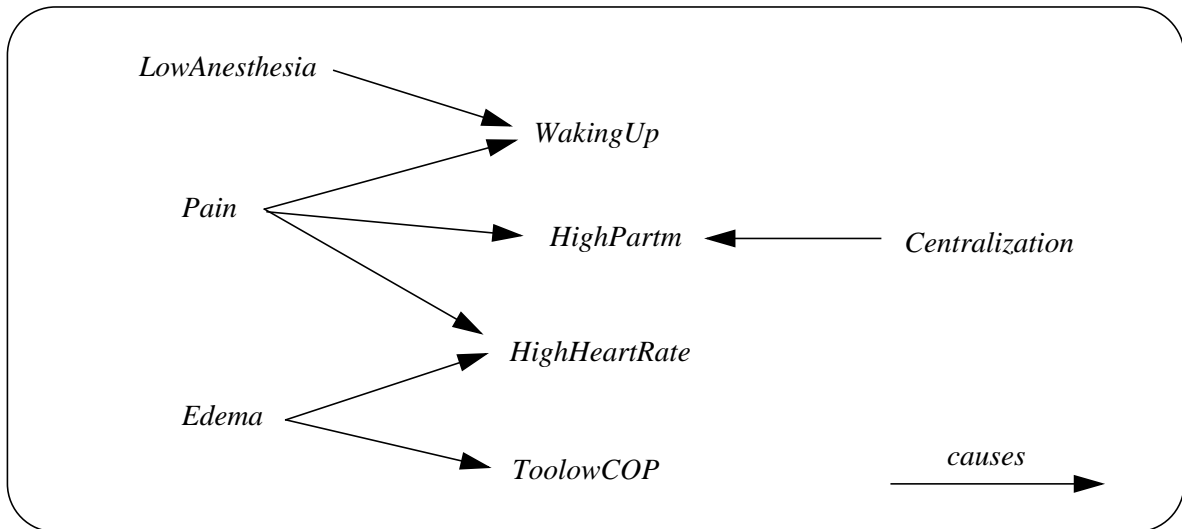 LowAnesthesia
WakingUp
Pain
HighPartm
Centralization
HighHeartRate
Edema
ToolowCOP
causes